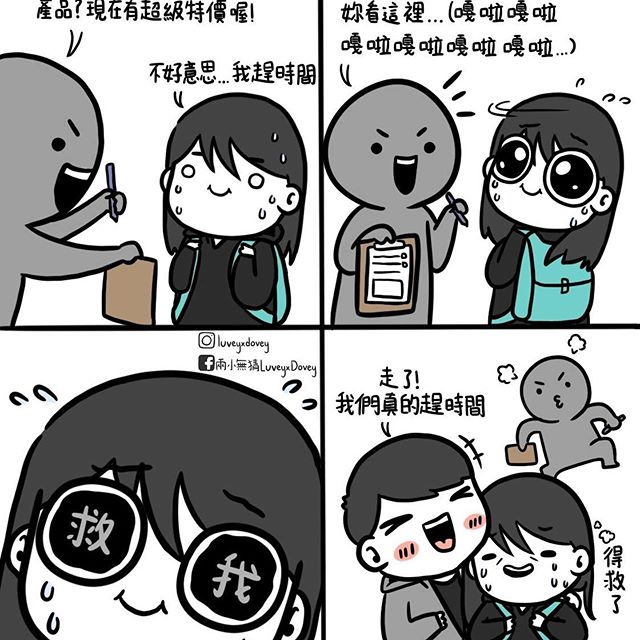 產品?現在有超級特價喔!
不好意思...我趕時間
妳看這裡...(嘎啦嘎啦
嘎啦嘎啦嘎啦 嘎啦...)
luveyxdovey
兩小無猜LuveyxDovey
救 我
走了!
我們真的趕時間
得救了